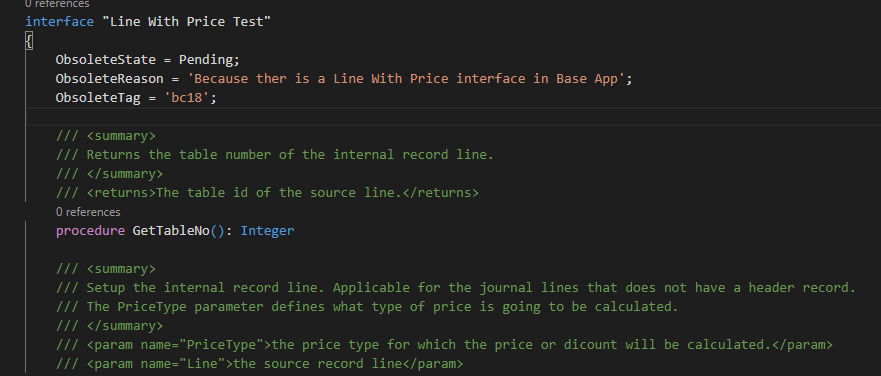 0 references
interface "Line With Price Test"
{
ObsoleteState = Pending;
ObsoleteReason = 'Because ther is a Line With Price interface in Base App';
ObsoleteTag = 'bc18';
/// <summary>
/// Returns the table number of the internal record line.
/// </summary>
/// <returns>The table id of the source line.</returns>
0 references
procedure GetTableNo(): Integer
/// <summary>
/// Setup the internal record line. Applicable for the journal lines that does not have a header record.
/// The PriceType parameter defines what type of price is going to be calculated.
/// </summary>
/// <param name="PriceType">the price type for which the price or dicount will be calculated.</param>
/// <param name="Line">the source record line</param>